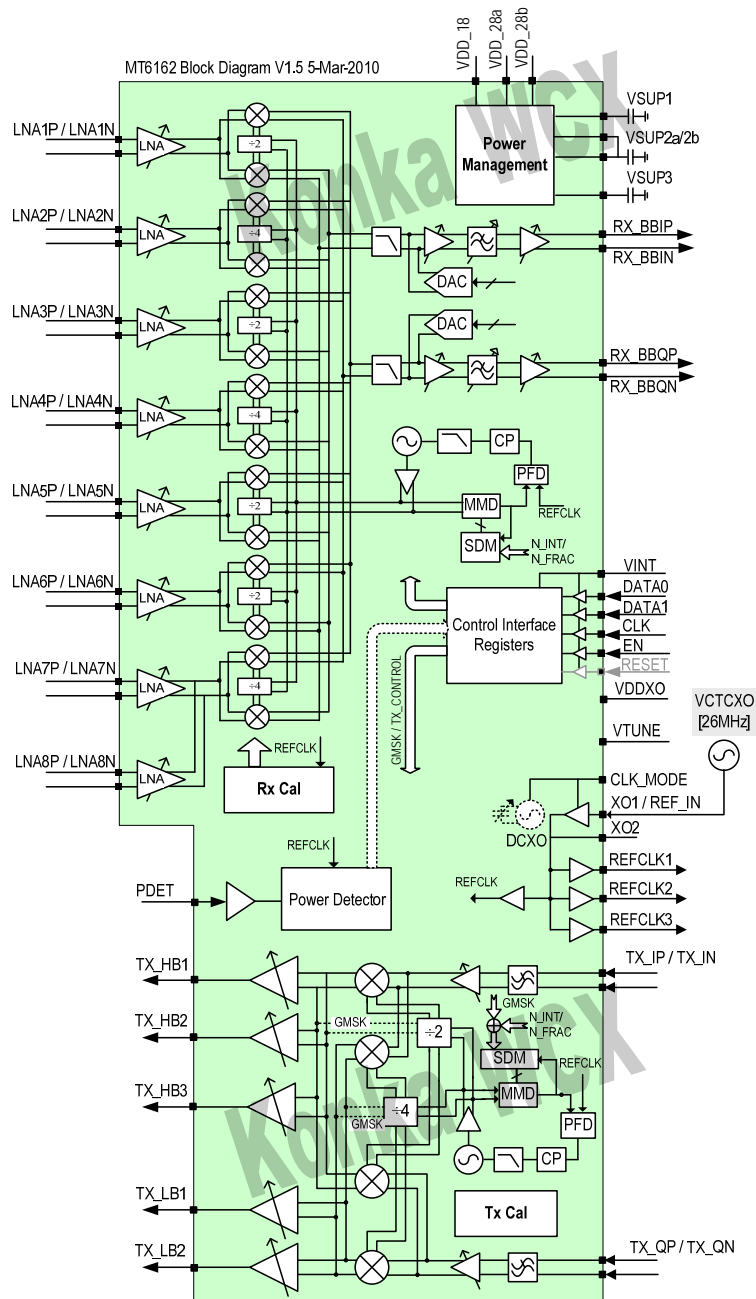 VDD_18
VDD_28a
VDD_28b
MT6162 Block Diagram V1.5 5-Mar-2010
Konka WCX
LNA1P / LNA1N
LNA
÷2
Power
Management
VSUP1
VSUP2a/2b
VSUP3
LNA2P / LNA2N
LNA
÷4
RX_BBIP
RX_BBIN
DAC
LNA3P / LNA3N
LNA
÷2
DAC
RX_BBQP
RX_BBQN
LNA4P / LNA4N
LNA
÷4
CP
PFD
REFCLK
LNA5P / LNA5N
LNA
÷2
MMD
SDM
N_INT/
N_FRAC
LNA6P / LNA6N
LNA
÷2
Control Interface
Registers
VINT
DATA0
DATA1
CLK
EN
RESET
LNA7P / LNA7N
LNA
÷4
GMSK / TX_CONTROL
VDDXO
VCTCXO
[26MHz]
VTUNE
LNA8P / LNA8N
LNA
REFCLK
Rx Cal
CLK_MODE
XO1 / REF_IN
DCXO
XO2
REFCLK
PDET
Power Detector
REFCLK
REFCLK1
REFCLK2
REFCLK3
TX_HB1
TX_IP / TX_IN
Konka WCX
GMSK
N_INT/
N_FRAC
TX_HB2
GMSK
÷2
SDM
REFCLK
TX_HB3
÷4
GMSK
MMD
PFD
CP
TX_LB1
Tx Cal
TX_LB2
TX_QP / TX_QN